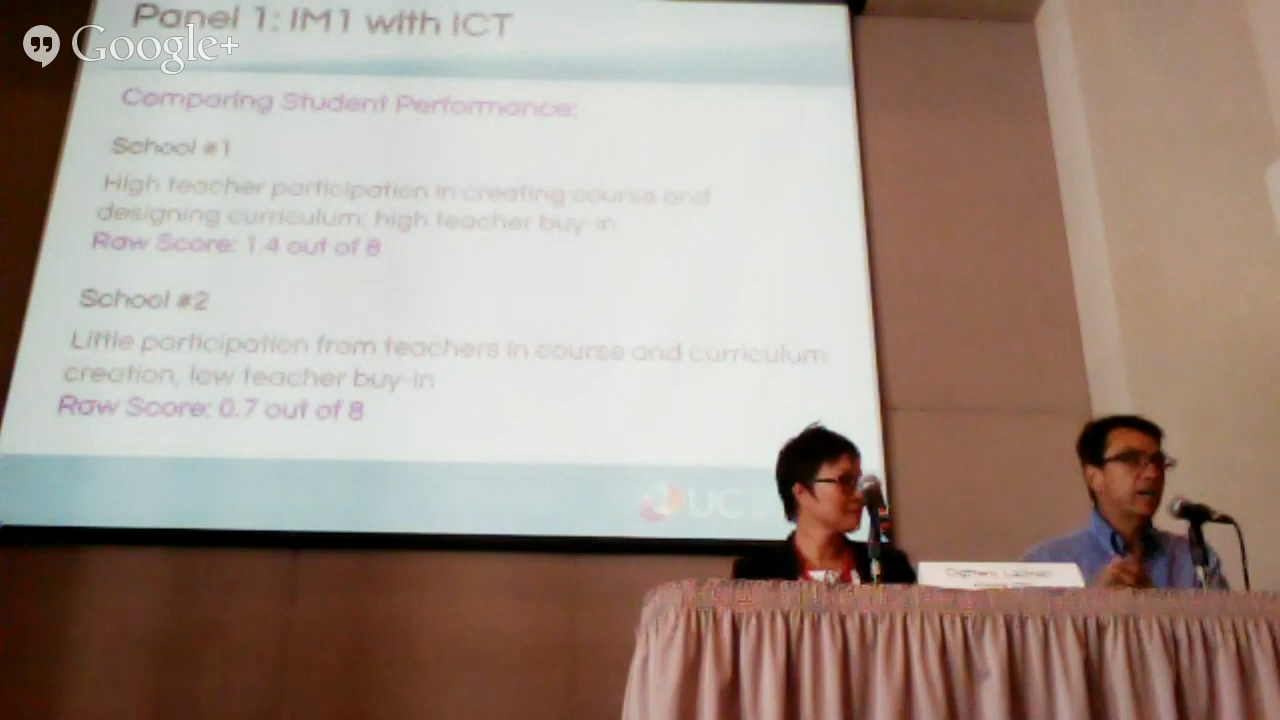 Google+
Panel 1: IM1 with ICT
Comparing Student Performance:
School #1
High teacher participation in creating course and
designing curriculum; high teacher buy-in
Raw Score: 1.4 out of 8
School #2
Little participation from teachers in course and curriculum
creation, low teacher buy-in
Raw Score: 0.7 out of 8
UC